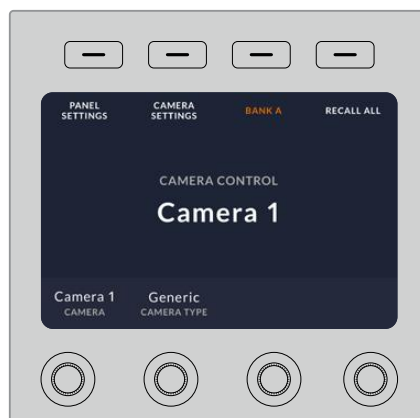 PANEL SETTINGS
CAMERA SETTINGS
BANK A
RECALL ALL
CAMERA CONTROL
Camera 1
Camera 1
CAMERA
Generic
CAMERA TYPE